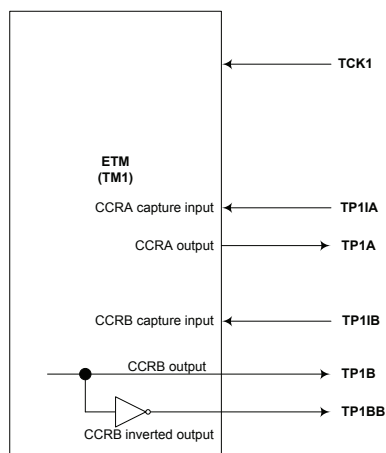 TCK1
ETM
(TM1)
CCRA capture input
TP1IA
CCRA output
TP1A
CCRB capture input
TP1IB
CCRB output
TP1B
TP1BB
CCRB inverted output